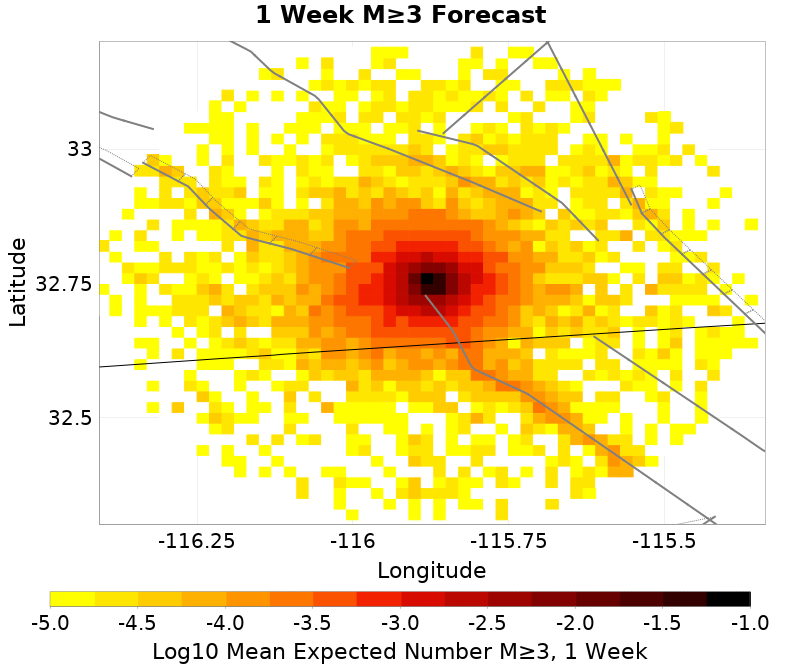 1 Week M≥3 Forecast
33
32.75
32.5
Latitude
-116.25 -116 -115.75 -115.5
Longitude
-5.0 -4.5 -4.0 -3.5 -3.0 -2.5 -2.0 -1.5 -1.0
Log10 Mean Expected Number M≥3, 1 Week